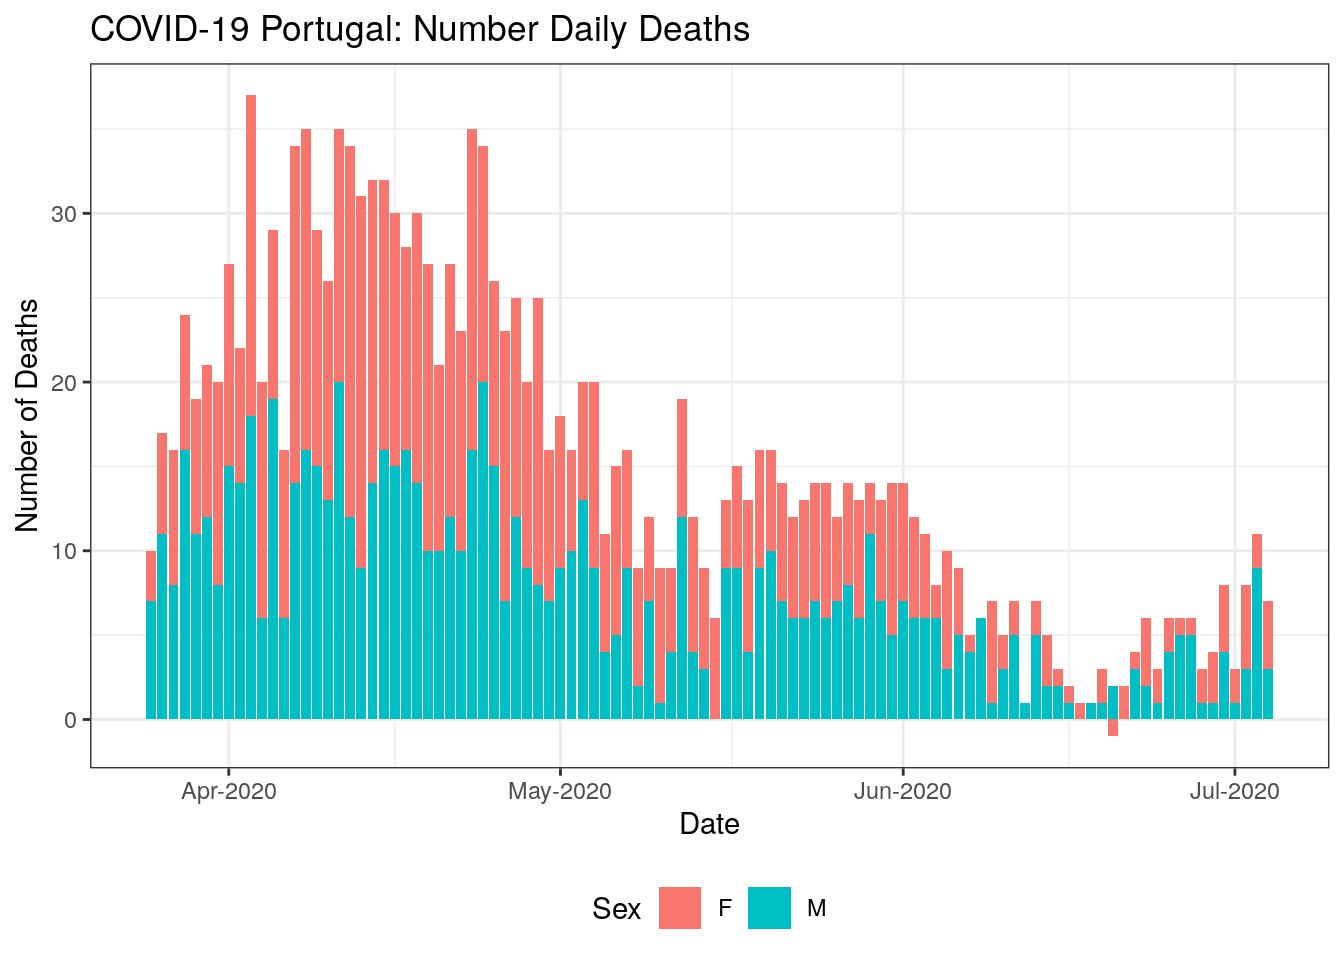 COVID-19 Portugal: Number Daily Deaths
Number of Deaths
30
20
10
0
Apr-2020 May-2020 Jun-2020 Jul-2020
Date
Sex F M